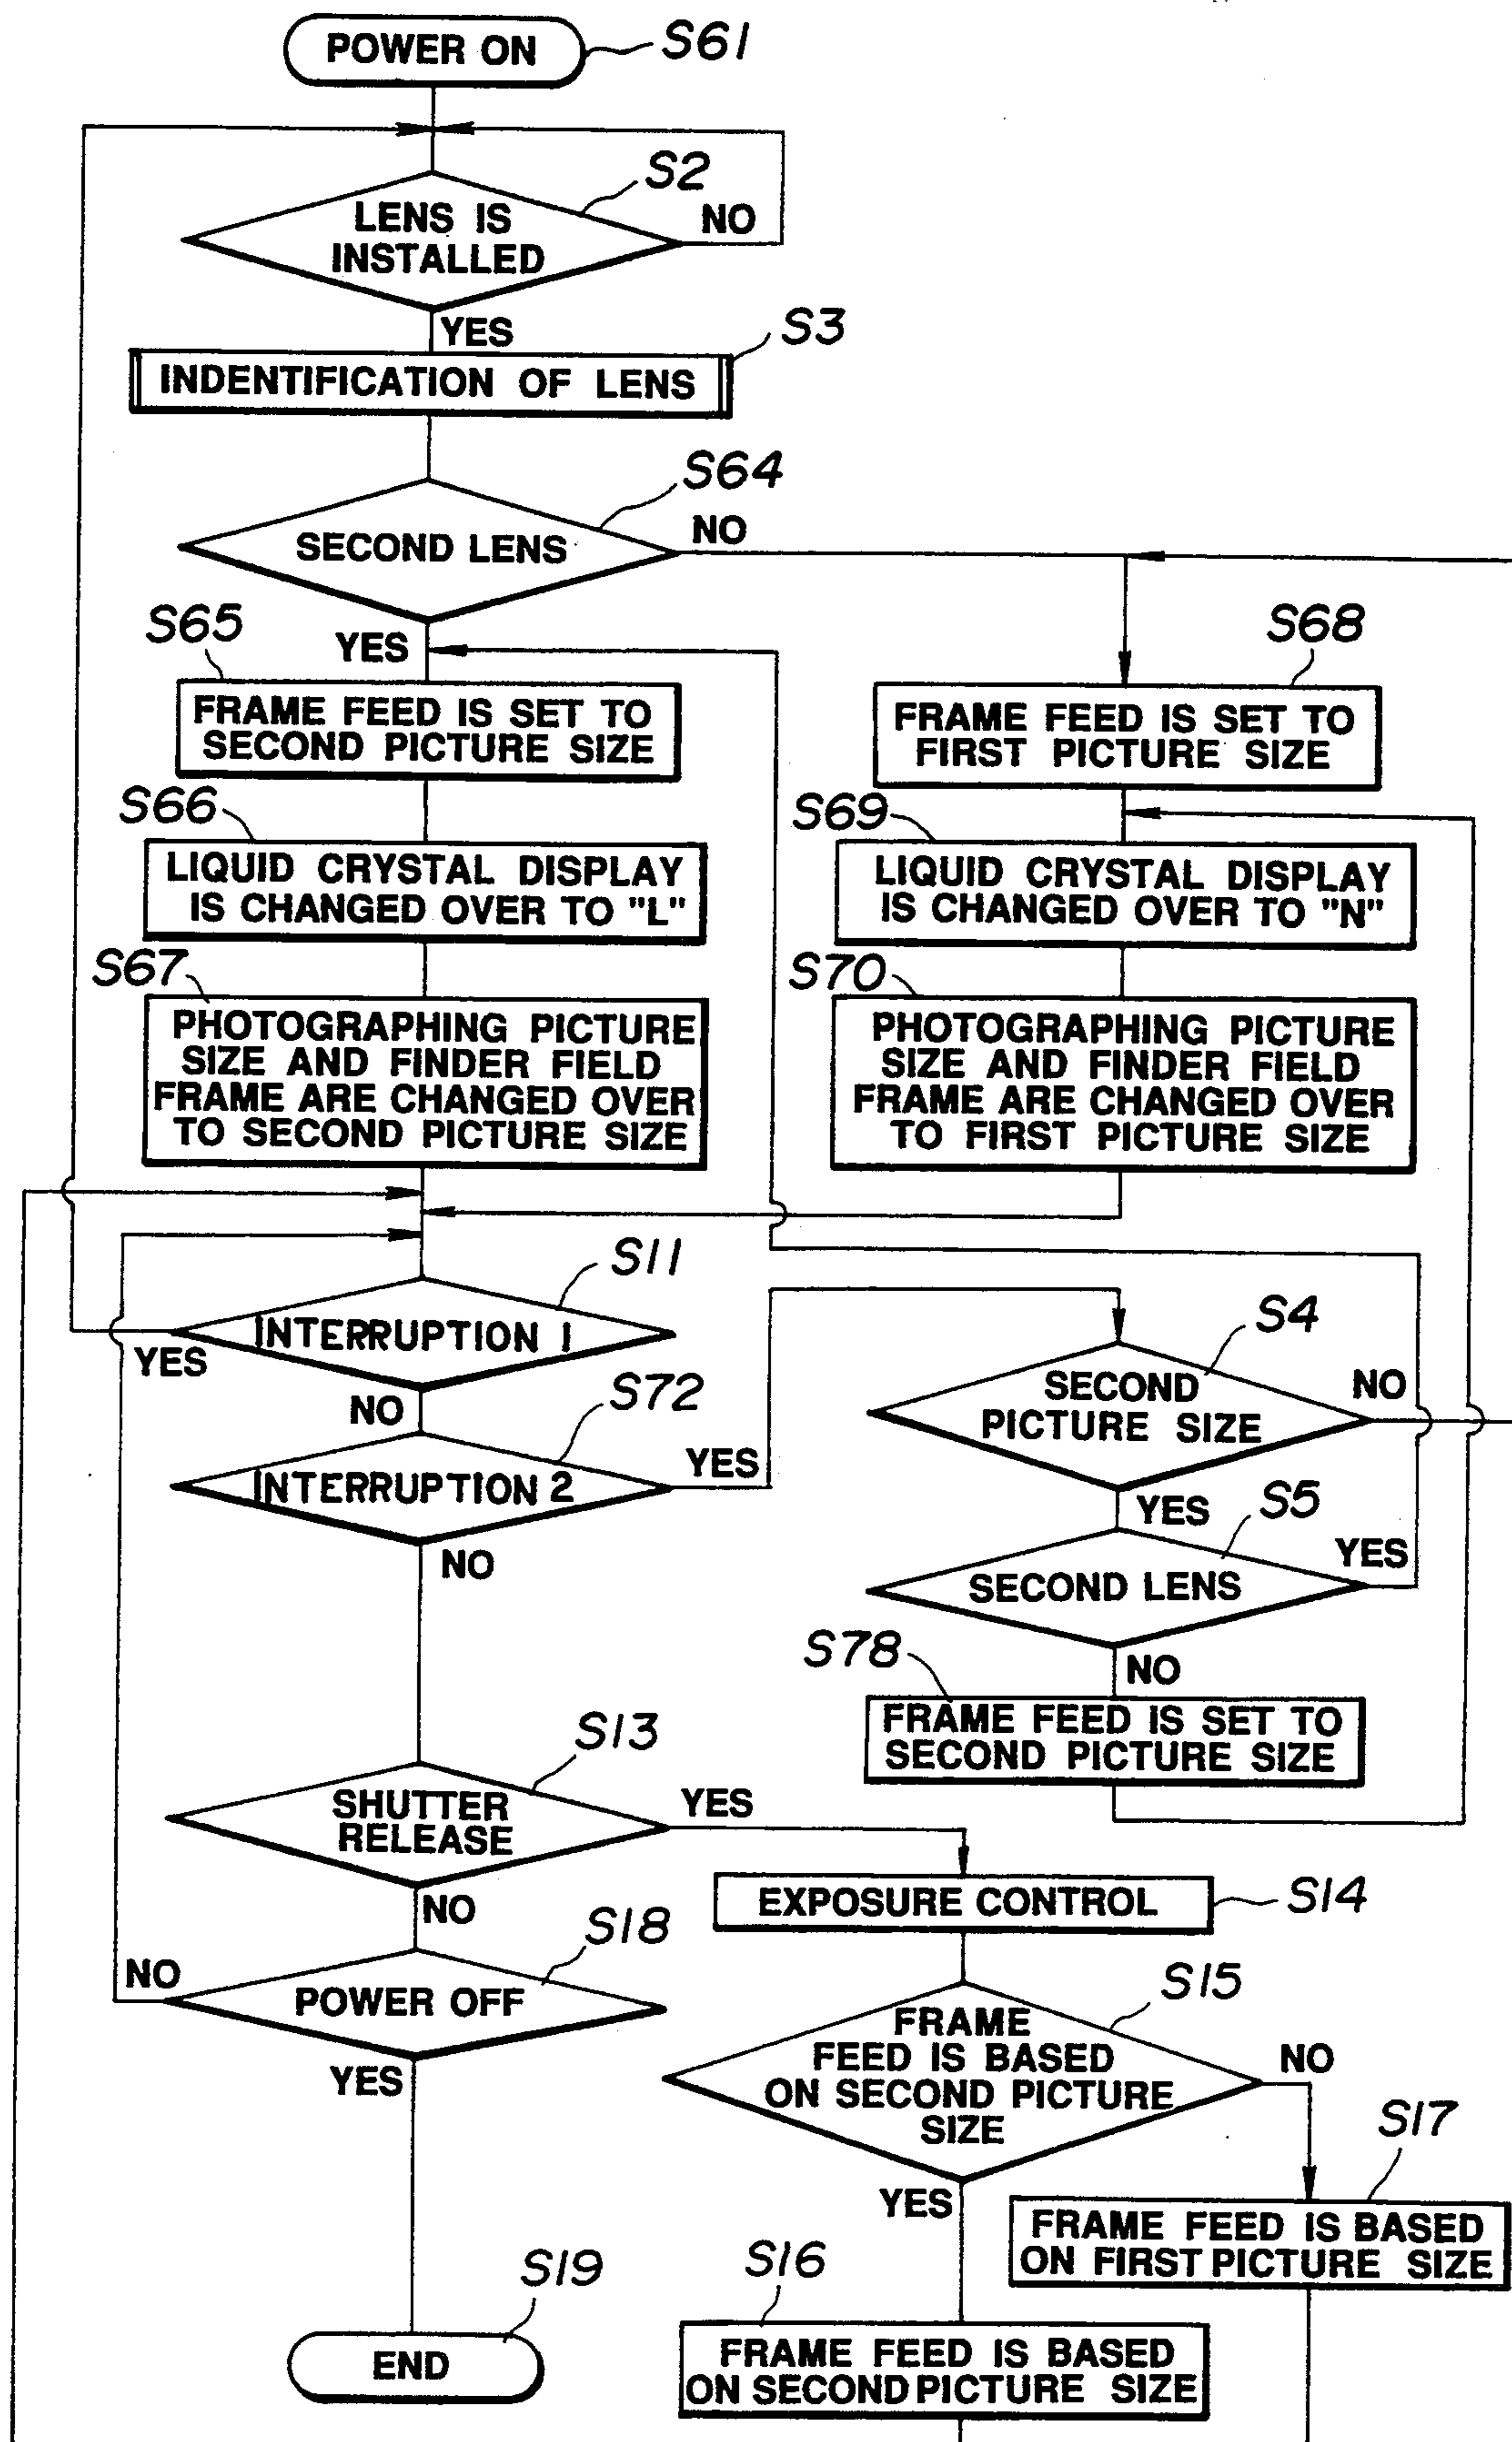 POWER ON
S61
S2
LENS IS
INSTALLED
NO
YES
S3
INDENTIFICATION OF LENS
S64
SECOND LENS
NO
YES
S65
FRAME FEED IS SET TO
SECOND PICTURE SIZE
S68
FRAME FEED IS SET TO
FIRST PICTURE SIZE
S66
LIQUID CRYSTAL DISPLAY
IS CHANGED OVER TO "L"
S69
LIQUID CRYSTAL DISPLAY
IS CHANGED OVER TO "N"
S67
PHOTOGRAPHING PICTURE
SIZE AND FINDER FIELD
FRAME ARE CHANGED OVER
TO SECOND PICTURE SIZE
S70
PHOTOGRAPHING PICTURE
SIZE AND FINDER FIELD
FRAME ARE CHANGED OVER
TO FIRST PICTURE SIZE
S11
INTERRUPTION 1
YES
NO
S72
INTERRUPTION 2
YES
NO
S4
SECOND
PICTURE SIZE
NO
YES
S5
SECOND LENS
YES
NO
S78
FRAME FEED IS SET TO
SECOND PICTURE SIZE
S13
SHUTTER
RELEASE
YES
NO
EXPOSURE CONTROL
S14
S18
POWER OFF
NO
YES
S15
FRAME
FEED IS BASED
ON SECOND PICTURE
SIZE
NO
YES
S17
FRAME FEED IS BASED
ON FIRST PICTURE SIZE
S16
FRAME FEED IS BASED
ON SECOND PICTURE SIZE
S19
END